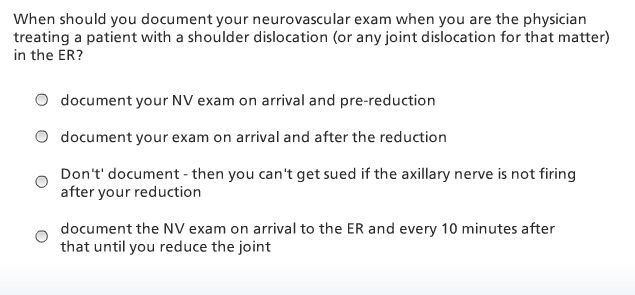 When should you document your neurovascular exam when you are the physician
treating a patient with a shoulder dislocation (or any joint dislocation for that matter)
in the ER?
document your NV exam on arrival and pre-reduction
document your exam on arrival and after the reduction
Don't' document - then you can't get sued if the axillary nerve is not firing
after your reduction
document the NV exam on arrival to the ER and every 10 minutes after
that until you reduce the joint